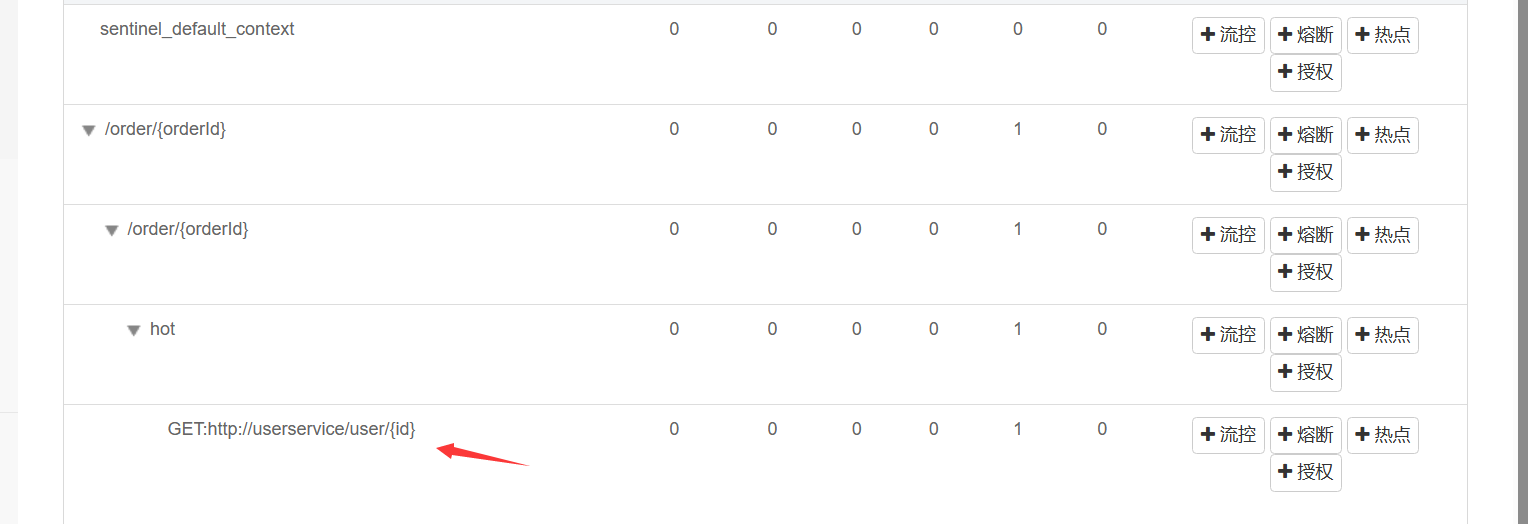 sentinel_default_context 0 0 0 0 0 0 流控 熔断 热点
授权
/order/{orderId} 0 0 0 0 1 0 流控 熔断 热点
授权
/order/{orderId} 0 0 0 0 1 0 流控 熔断 热点
授权
hot 0 0 0 0 1 0 流控 熔断 热点
授权
GET:http://userservice/user/{id} 0 0 0 0 1 0 流控 熔断 热点
授权